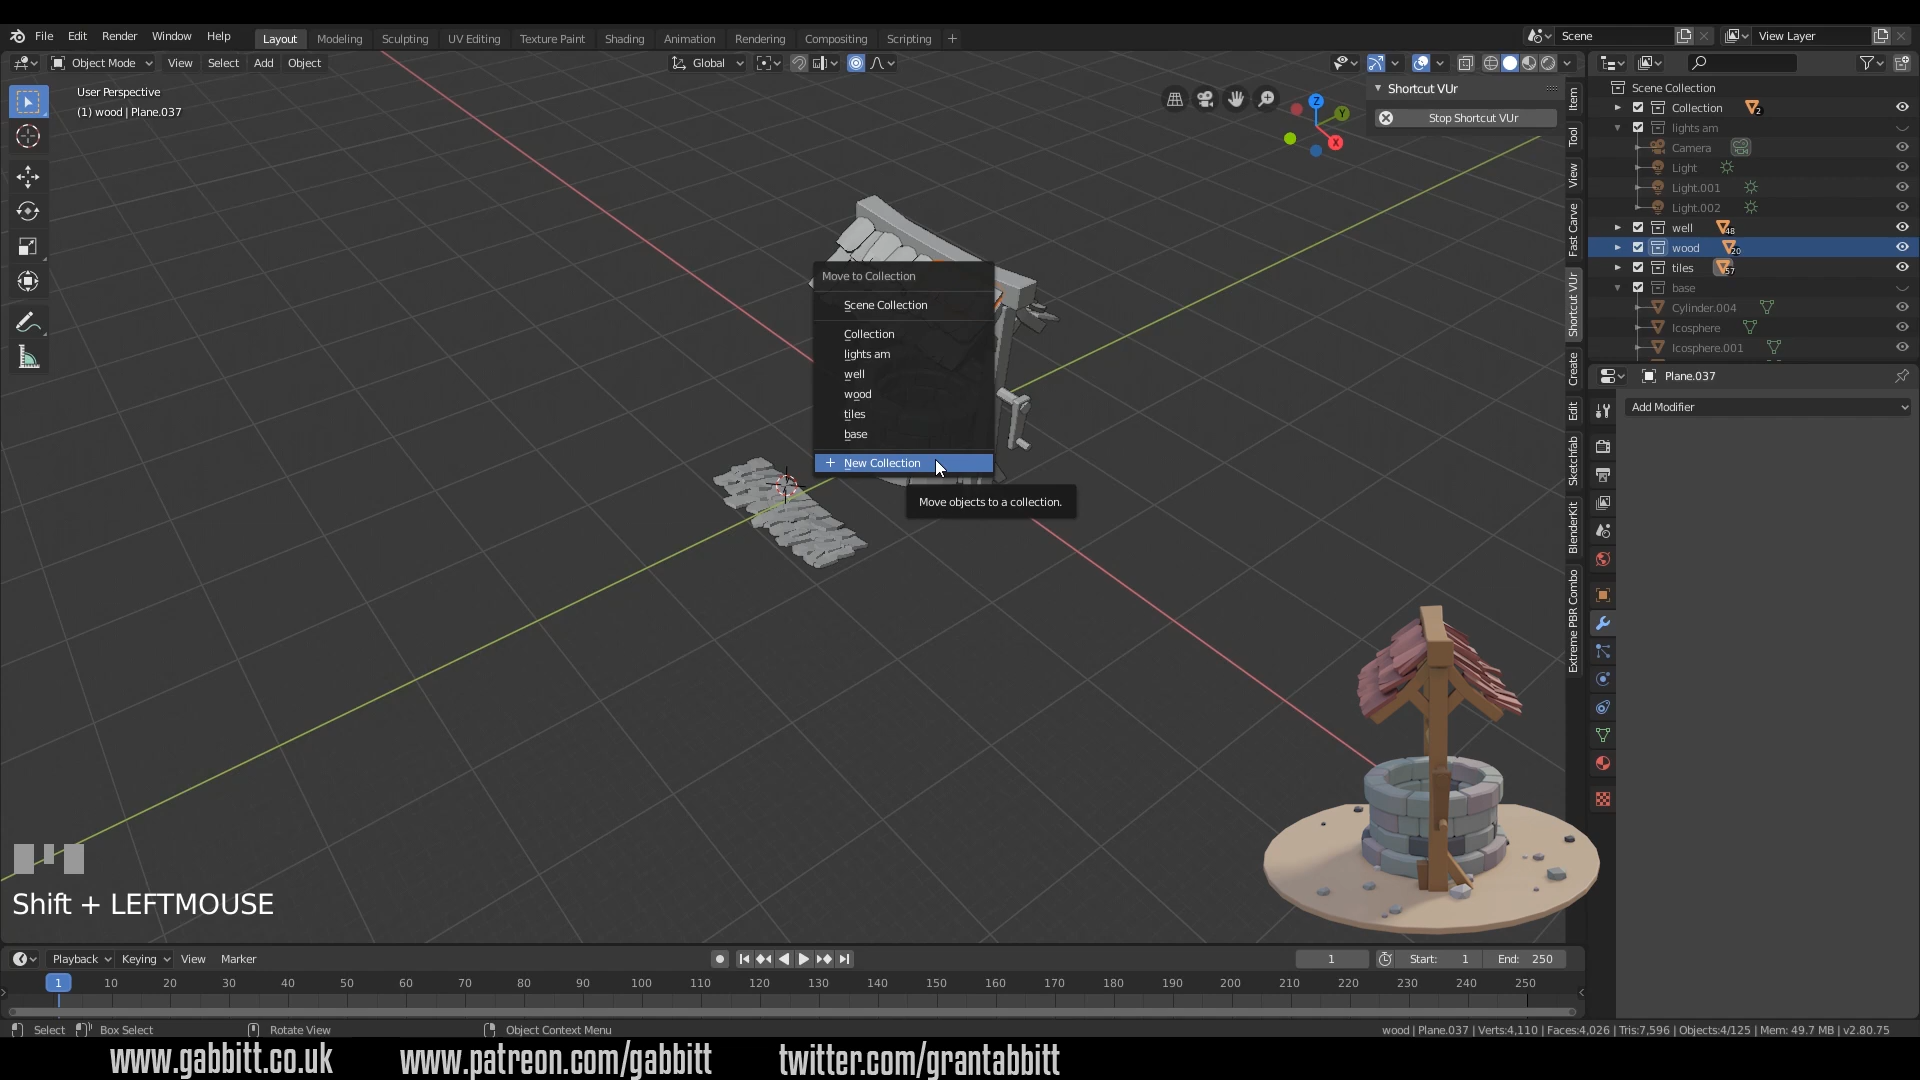 File Edit Render Window Help Layout Modeling Sculpting UV Editing Texture Paint Shading Animation Rendering Compositing Scripting + Scene View Layer
Object Mode View Select Add Object Global
User Perspective
(1) wood | Plane.037
Shortcut VUr
Stop Shortcut VUr
Z
Y
X
Item
Tool
View
Fast Carve
Shortcut VUr
Create
Edit
Sketchfab
BlenderKit
Extreme PBR Combo
Scene Collection
Collection 2
lights am
Camera
Light
Light.001
Light.002
well 48
wood 20
tiles 57
base
Cylinder.004
Icosphere
Icosphere.001
Plane.037
Add Modifier
Move to Collection
Scene Collection
Collection
lights am
well
wood
tiles
base
New Collection
Move objects to a collection.
Shift + LEFTMOUSE
Playback Keying View Marker 1 Start: 1 End: 250
1 10 20 30 40 50 60 70 80 90 100 110 120 130 140 150 160 170 180 190 200 210 220 230 240 250
Select Box Select Rotate View Object Context Menu wood | Plane.037 | Verts:4,110 | Faces:4,026 | Tris:7,596 | Objects:4/125 | Mem: 49.7 MB | v2.80.75
www.gabbitt.co.uk www.patreon.com/gabbitt twitter.com/grantabbitt